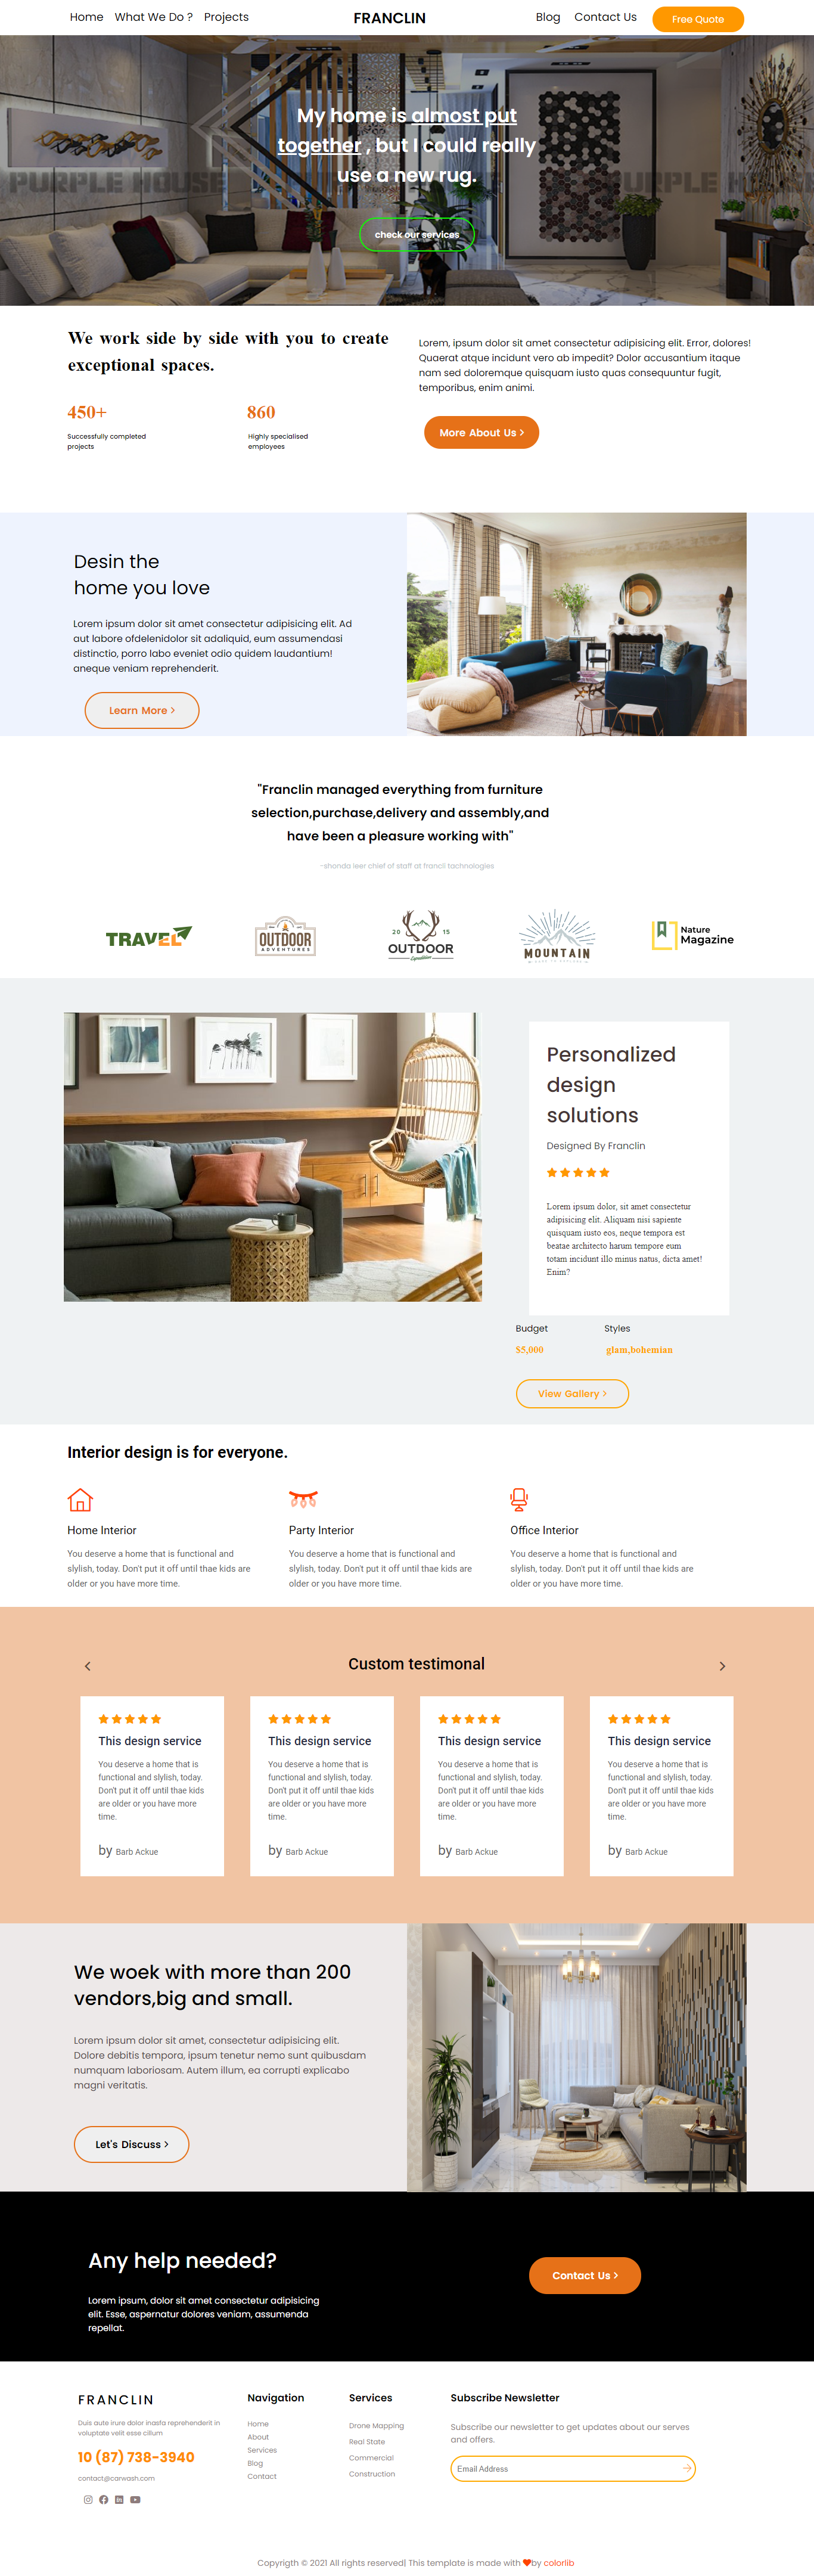 Home What We Do ? Projects FRANCLIN Blog Contact Us Free Quote
My home is almost put
together , but I could really
use a new rug.
PURPLE HOUSE
PURPLE HOUS
check our services
We work side by side with you to create
exceptional spaces.
450+ 860
Successfully completed
projects
Highly specialised
employees
Lorem, ipsum dolor sit amet consectetur adipisicing elit. Error, dolores!
Quaerat atque incidunt vero ab impedit? Dolor accusantium itaque
nam sed doloremque quisquam iusto quas consequuntur fugit,
temporibus, enim animi.
More About Us >
Desin the
home you love
Lorem ipsum dolor sit amet consectetur adipisicing elit. Ad
aut labore ofdelenidolor sit adaliquid, eum assumendasi
distinctio, porro labo eveniet odio quidem laudantium!
aneque veniam reprehenderit.
Learn More >
"Franclin managed everything from furniture
selection,purchase,delivery and assembly,and
have been a pleasure working with"
-shonda leer chief of staff at francli tachnologies
TRAVEL
OUTDOOR
ADVENTURES
20 15
OUTDOOR
Expedition
MOUNTAIN
Nature
Magazine
Personalized
design
solutions
Designed By Franclin
Lorem ipsum dolor, sit amet consectetur
adipisicing elit. Aliquam nisi sapiente
quisquam iusto eos, neque tempora est
beatae architecto harum tempore eum
totam incidunt illo minus natus, dicta amet!
Enim?
Budget Styles
$5,000 glam,bohemian
View Gallery >
Interior design is for everyone.
Home Interior
You deserve a home that is functional and
slylish, today. Don't put it off until thae kids are
older or you have more time.
Party Interior
You deserve a home that is functional and
slylish, today. Don't put it off until thae kids are
older or you have more time.
Office Interior
You deserve a home that is functional and
slylish, today. Don't put it off until thae kids are
older or you have more time.
Custom testimonal
This design service
You deserve a home that is
functional and slylish, today.
Don't put it off until thae kids
are older or you have more
time.
by Barb Ackue
This design service
You deserve a home that is
functional and slylish, today.
Don't put it off until thae kids
are older or you have more
time.
by Barb Ackue
This design service
You deserve a home that is
functional and slylish, today.
Don't put it off until thae kids
are older or you have more
time.
by Barb Ackue
This design service
You deserve a home that is
functional and slylish, today.
Don't put it off until thae kids
are older or you have more
time.
by Barb Ackue
We woek with more than 200
vendors,big and small.
Lorem ipsum dolor sit amet, consectetur adipisicing elit.
Dolore debitis tempora, ipsum tenetur nemo sunt quibusdam
numquam laboriosam. Autem illum, ea corrupti explicabo
magni veritatis.
Let's Discuss >
Any help needed?
Lorem ipsum, dolor sit amet consectetur adipisicing
elit. Esse, aspernatur dolores veniam, assumenda
repellat.
Contact Us >
FRANCLIN
Duis aute irure dolor inasfa reprehenderit in
voluptate velit esse cillum
10 (87) 738-3940
contact@carwash.com
Navigation
Home
About
Services
Blog
Contact
Services
Drone Mapping
Real State
Commercial
Construction
Subscribe Newsletter
Subscribe our newsletter to get updates about our serves
and offers.
Email Address
Copyrigth © 2021 All rights reserved| This template is made with ❤by colorlib